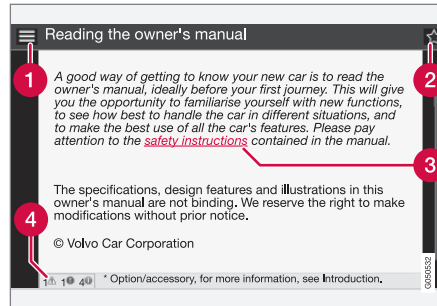 Reading the owner's manual
1
2
A good way of getting to know your new car is to read the
owner's manual, ideally before your first journey. This will give
you the opportunity to familiarise yourself with new functions,
to see how best to handle the car in different situations, and
to make the best use of all the car's features. Please pay
attention to the safety instructions contained in the manual.
3
The specifications, design features and illustrations in this
owner's manual are not binding. We reserve the right to make
modifications without prior notice.
4
© Volvo Car Corporation
1 1 4 * Option/accessory, for more information, see Introduction.
G050532